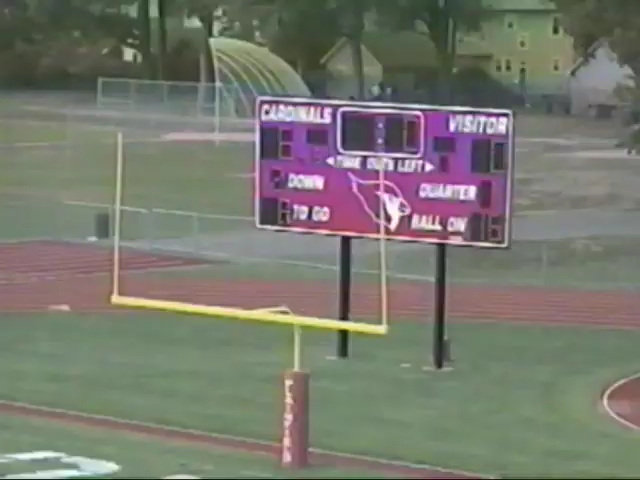 CARDINALS VISITOR
◄TIME OUTS LEFT►
DOWN QUARTER
TO GO BALL ON